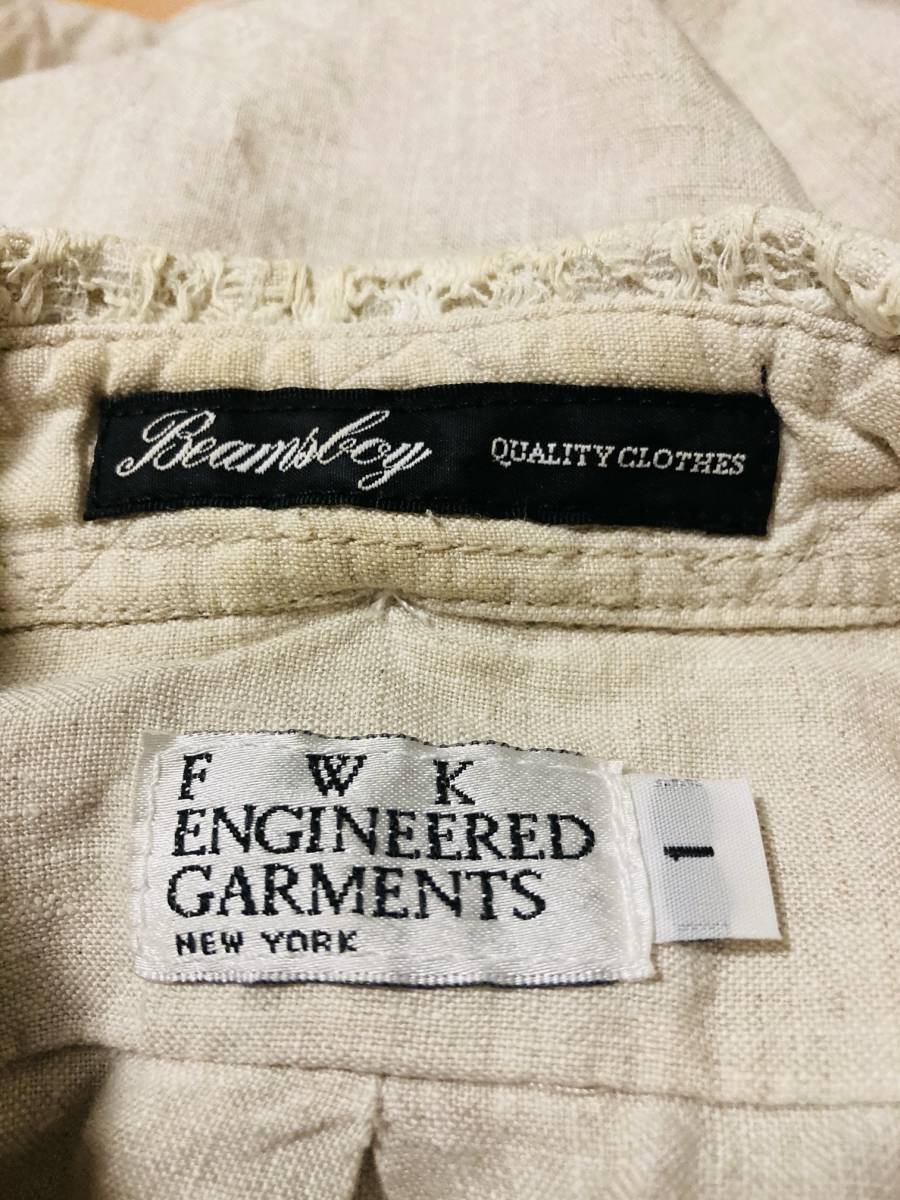 Beamsboy QUALITY CLOTHES
F W K
ENGINEERED
GARMENTS
NEW YORK
1